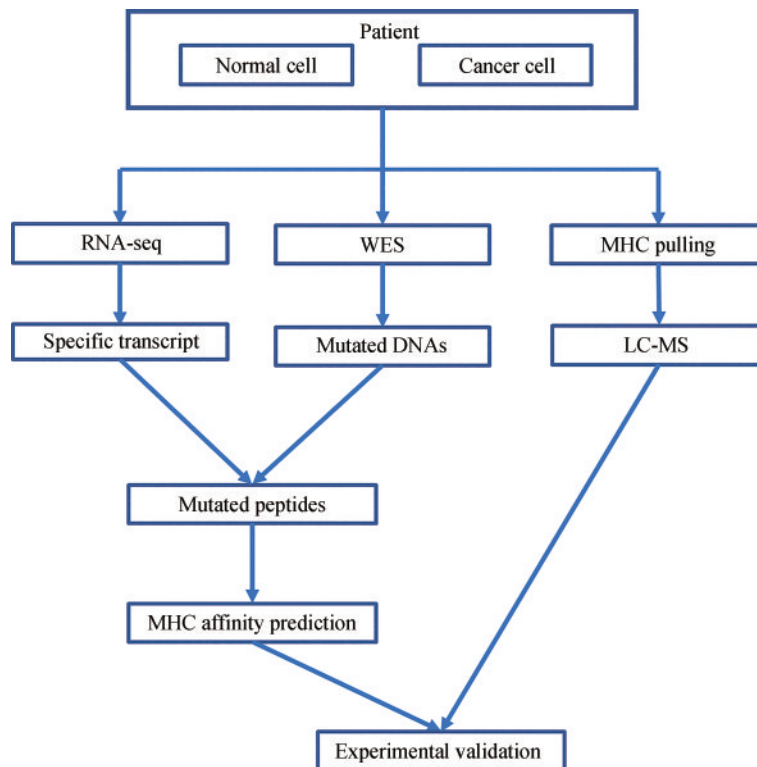 Patient
Normal cell
Cancer cell
RNA-seq
WES
MHC pulling
Specific transcript
Mutated DNAs
LC-MS
Mutated peptides
MHC affinity prediction
Experimental validation